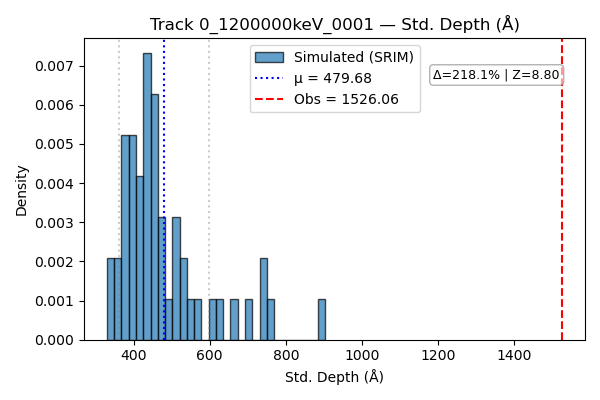 Track 0_1200000keV_0001 — Std. Depth (Å)
Simulated (SRIM)
μ = 479.68
Obs = 1526.06
Δ=218.1% | Z=8.80
Density
0.007
0.006
0.005
0.004
0.003
0.002
0.001
0.000
400
600
800
1000
1200
1400
Std. Depth (Å)